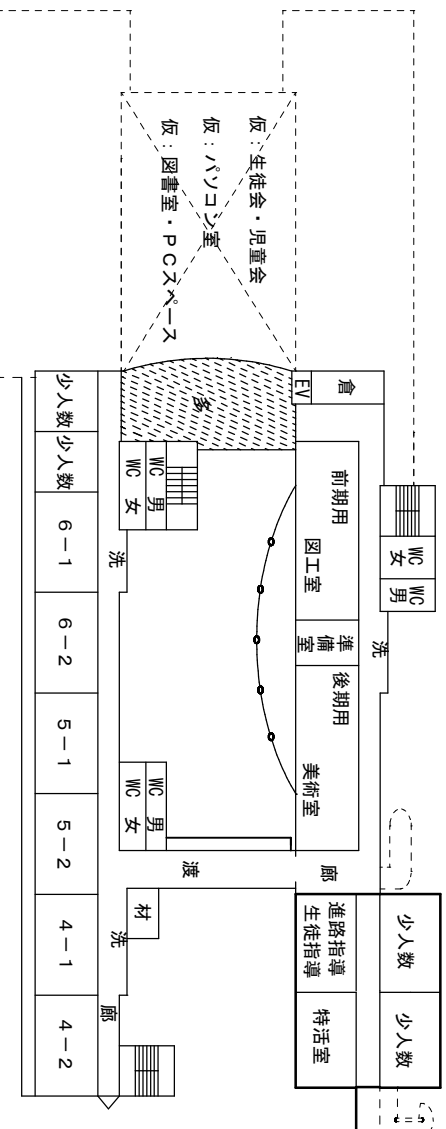 仮：生徒会・児童会
仮：パソコン室
仮：図書室・ＰＣスペース
倉
EV
多
少人数
少人数
６－１
６－２
５－１
５－２
４－１
４－２
WC 男
WC 女
洗
前期用
図工室
準備室
後期用
美術室
WC 女
WC 男
洗
WC 男
WC 女
渡
廊
材
洗
廊
進路指導
生徒指導
特活室
少人数
少人数